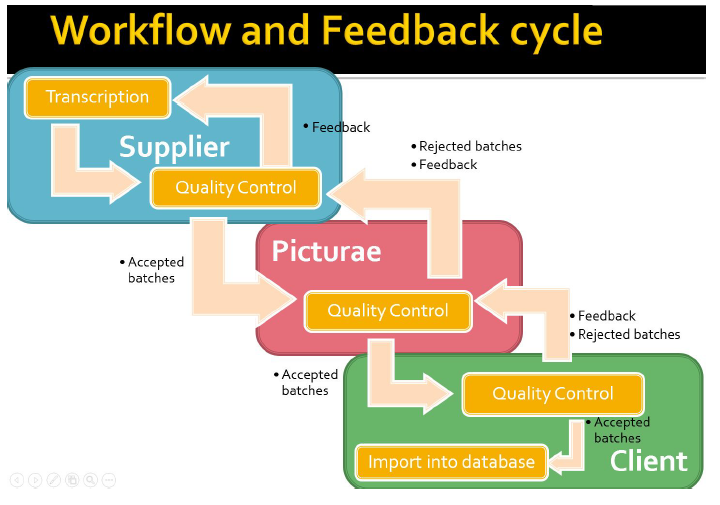 Workflow and Feedback cycle
Transcription
Supplier
• Feedback
Quality Control
• Rejected batches
• Feedback
• Accepted
batches
Picturae
Quality Control
• Feedback
• Rejected batches
• Accepted
batches
Quality Control
• Accepted
batches
Import into database
Client